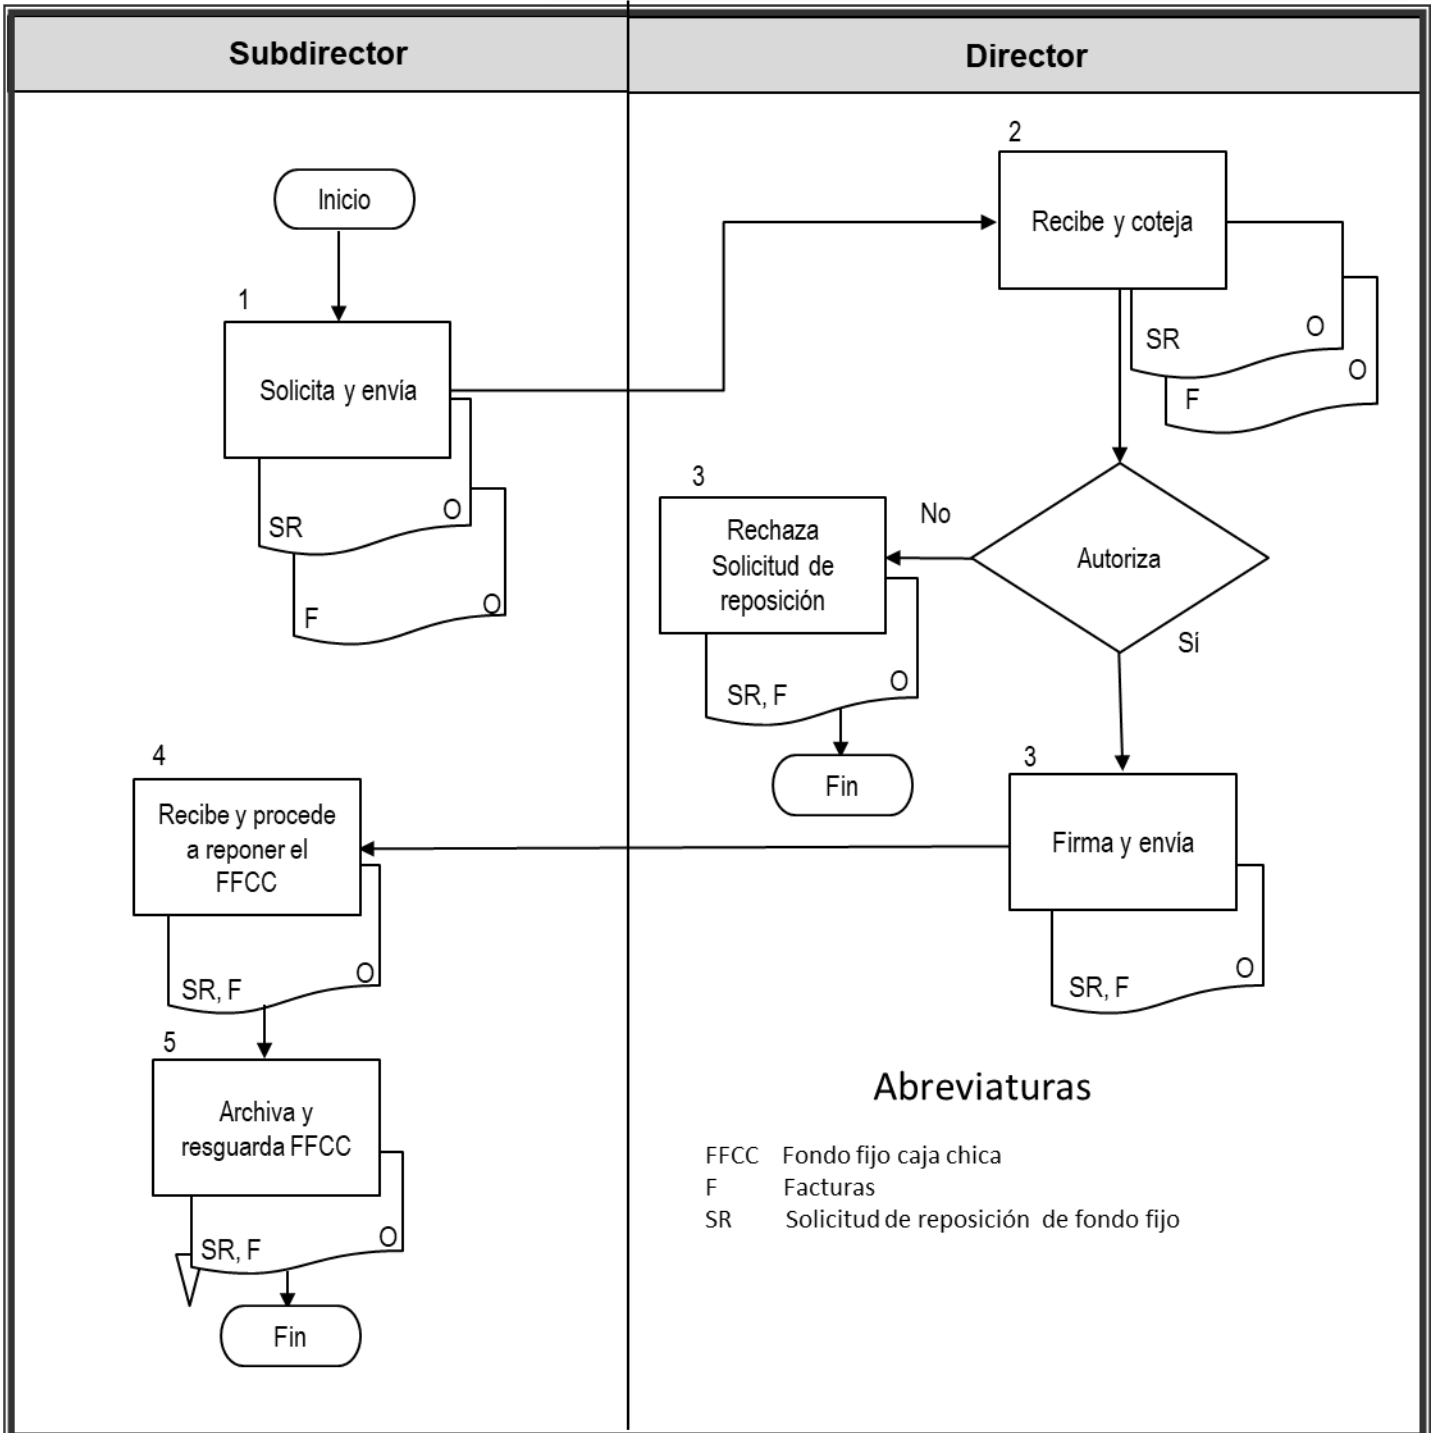 Subdirector
Director
Inicio
1
Solicita y envía
SR
O
F
O
2
Recibe y coteja
SR
O
F
O
Autoriza
No
Sí
3
Rechaza
Solicitud de
reposición
SR, F
O
Fin
3
Firma y envía
SR, F
O
4
Recibe y procede
a reponer el
FFCC
SR, F
O
5
Archiva y
resguarda FFCC
SR, F
O
Fin
Abreviaturas
FFCC Fondo fijo caja chica
F Facturas
SR Solicitud de reposición de fondo fijo